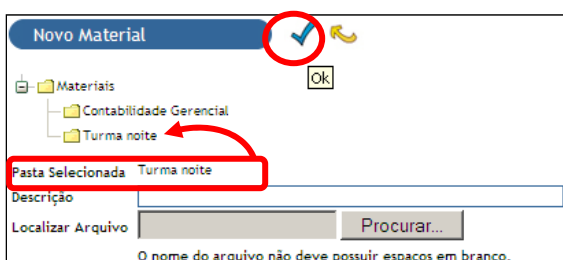 Novo Material
Ok
Materiais
Contabilidade Gerencial
Turma noite
Pasta Selecionada Turma noite
Descrição
Localizar Arquivo Procurar...
O nome do arquivo não deve possuir espaços em branco.